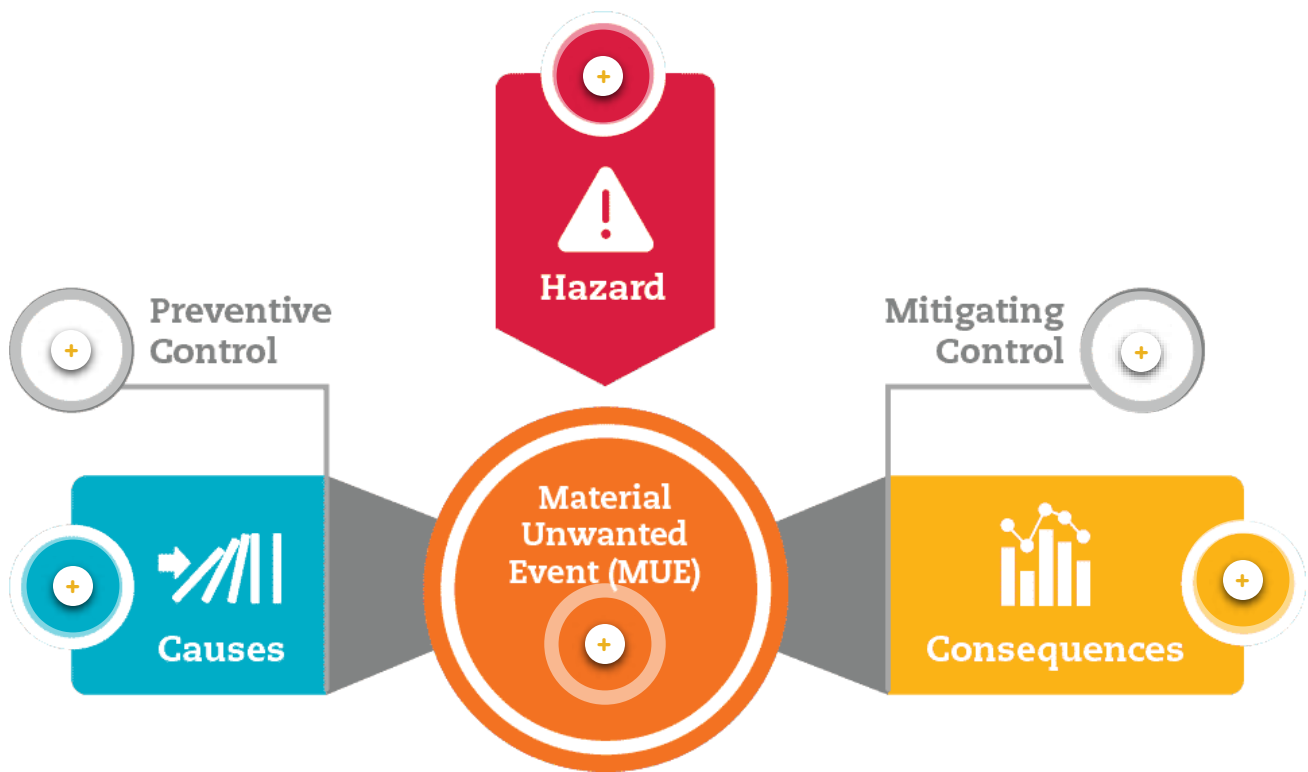 Hazard
Preventive
Control
Mitigating
Control
Material
Unwanted
Event (MUE)
Causes
Consequences